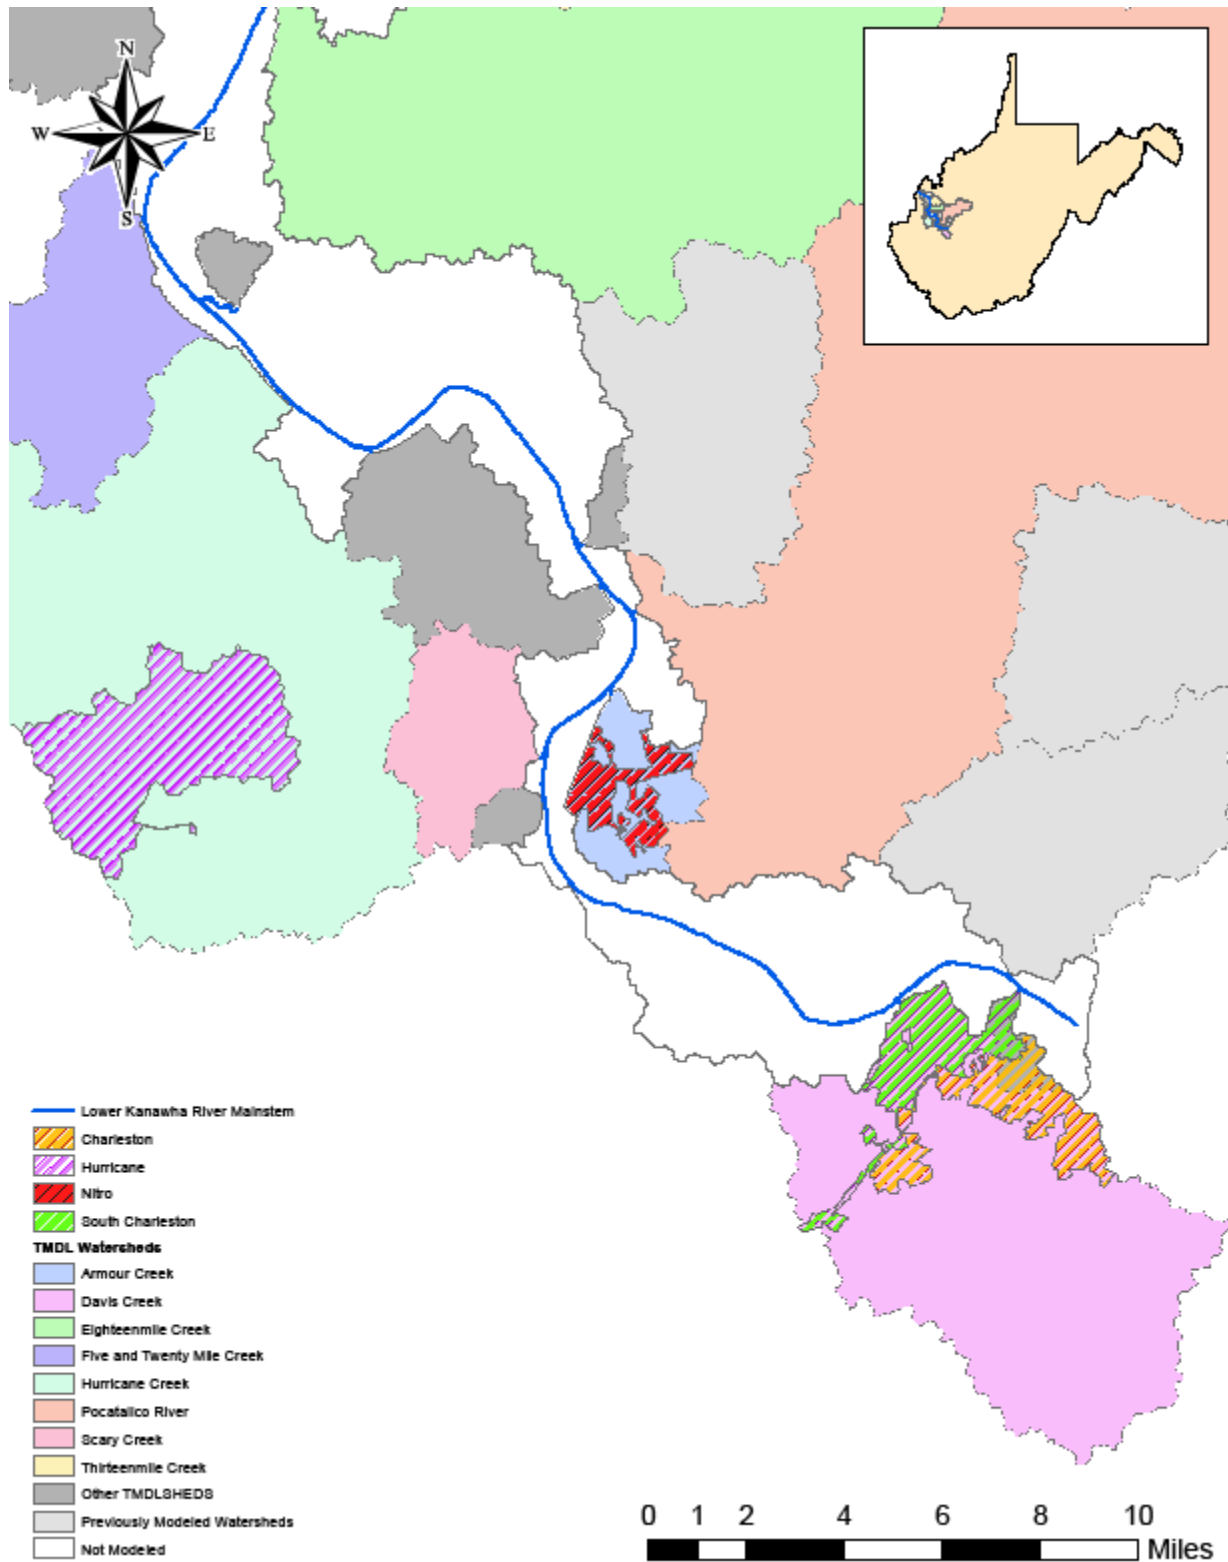 N
W E
S
Lower Kanawha River Mainstem
Charleston
Hurricane
Nitro
South Charleston
TMDL Watersheds
Armour Creek
Davis Creek
Eighteenmile Creek
Five and Twenty Mile Creek
Hurricane Creek
Pocatalico River
Scary Creek
Thirteenmile Creek
Other TMDLSHEDS
Previously Modeled Watersheds
Not Modeled
0 1 2 4 6 8 10
Miles